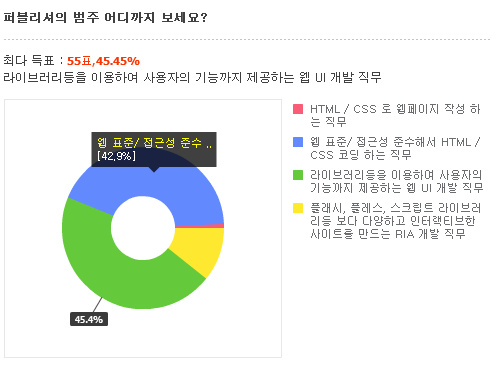 퍼블리셔의 범주 어디까지 보세요?
최다 득표 : 55표,45.45%
라이브러리등을 이용하여 사용자의 기능까지 제공하는 웹 UI 개발 직무
웹 표준/ 접근성 준수 ..
[42,9%]
45.4%
HTML / CSS 로 웹페이지 작성 하
는 직무
웹 표준/ 접근성 준수해서 HTML /
CSS 코딩 하는 직무
라이브러리등을 이용하여 사용자의
기능까지 제공하는 웹 UI 개발 직무
플래시, 플렉스, 스크립트 라이브러
리등 보다 다양하고 인터랙티브한
사이트를 만드는 RIA 개발 직무